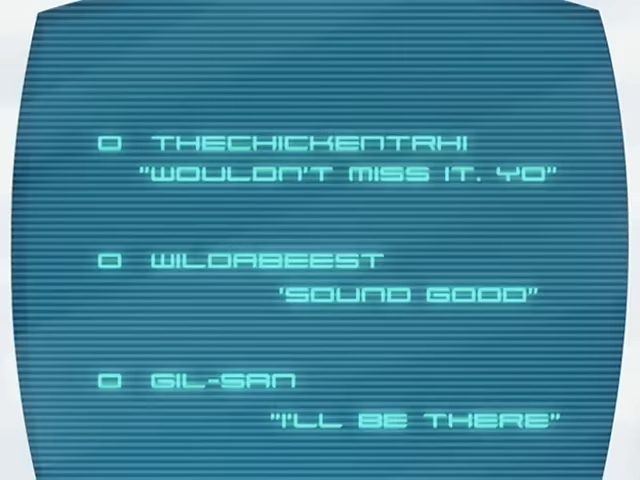 O THECHICKENTRHI
"WOULDN'T MISS IT, YO"
O WILDABEEST
'SOUND GOOD"
O GIL-SAN
"I'LL BE THERE"